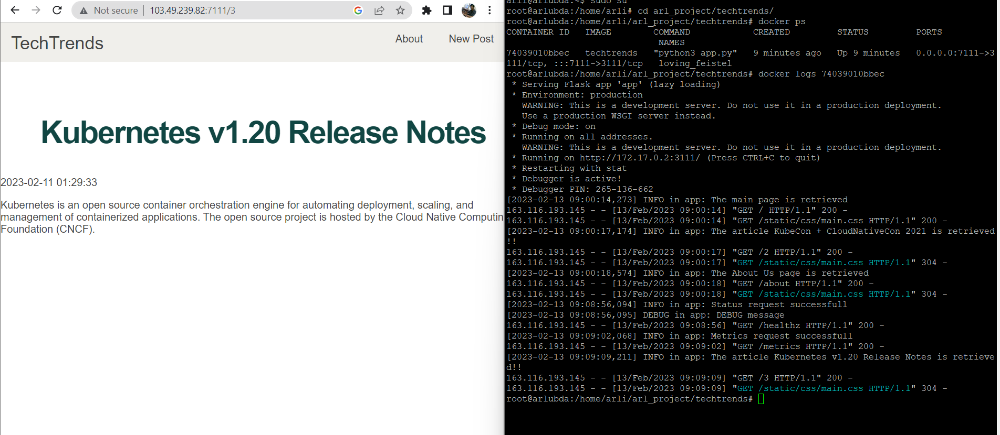 Not secure | 103.49.239.82:7111/3
TechTrends
About
New Post
Kubernetes v1.20 Release Notes
2023-02-11 01:29:33
Kubernetes is an open source container orchestration engine for automating deployment, scaling, and
management of containerized applications. The open source project is hosted by the Cloud Native Computin
Foundation (CNCF).
arli@arlubda:~$ sudo su
root@arlubda:/home/arli# cd arl_project/techtrends/
root@arlubda:/home/arli/arl_project/techtrends# docker ps
CONTAINER ID   IMAGE        COMMAND            CREATED         STATUS         PORTS
NAMES
74039010bbec   techtrends   "python3 app.py"   9 minutes ago   Up 9 minutes   0.0.0.0:7111->3
111/tcp, :::7111->3111/tcp   loving_feistel
root@arlubda:/home/arli/arl_project/techtrends# docker logs 74039010bbec
* Serving Flask app 'app' (lazy loading)
* Environment: production
WARNING: This is a development server. Do not use it in a production deployment.
Use a production WSGI server instead.
* Debug mode: on
* Running on all addresses.
WARNING: This is a development server. Do not use it in a production deployment.
* Running on http://172.17.0.2:3111/ (Press CTRL+C to quit)
* Restarting with stat
* Debugger is active!
* Debugger PIN: 265-136-662
[2023-02-13 09:00:14,273] INFO in app: The main page is retrieved
163.116.193.145 - - [13/Feb/2023 09:00:14] "GET / HTTP/1.1" 200 -
163.116.193.145 - - [13/Feb/2023 09:00:14] "GET /static/css/main.css HTTP/1.1" 200 -
[2023-02-13 09:00:17,174] INFO in app: The article KubeCon + CloudNativeCon 2021 is retrieved
!!
163.116.193.145 - - [13/Feb/2023 09:00:17] "GET /2 HTTP/1.1" 200 -
163.116.193.145 - - [13/Feb/2023 09:00:17] "GET /static/css/main.css HTTP/1.1" 304 -
[2023-02-13 09:00:18,574] INFO in app: The About Us page is retrieved
163.116.193.145 - - [13/Feb/2023 09:00:18] "GET /about HTTP/1.1" 200 -
163.116.193.145 - - [13/Feb/2023 09:00:18] "GET /static/css/main.css HTTP/1.1" 304 -
[2023-02-13 09:08:56,094] INFO in app: Status request successfull
[2023-02-13 09:08:56,095] DEBUG in app: DEBUG message
163.116.193.145 - - [13/Feb/2023 09:08:56] "GET /healthz HTTP/1.1" 200 -
[2023-02-13 09:09:02,068] INFO in app: Metrics request successfull
163.116.193.145 - - [13/Feb/2023 09:09:02] "GET /metrics HTTP/1.1" 200 -
[2023-02-13 09:09:09,211] INFO in app: The article Kubernetes v1.20 Release Notes is retrieve
d!!
163.116.193.145 - - [13/Feb/2023 09:09:09] "GET /3 HTTP/1.1" 200 -
163.116.193.145 - - [13/Feb/2023 09:09:09] "GET /static/css/main.css HTTP/1.1" 304 -
root@arlubda:/home/arli/arl_project/techtrends#